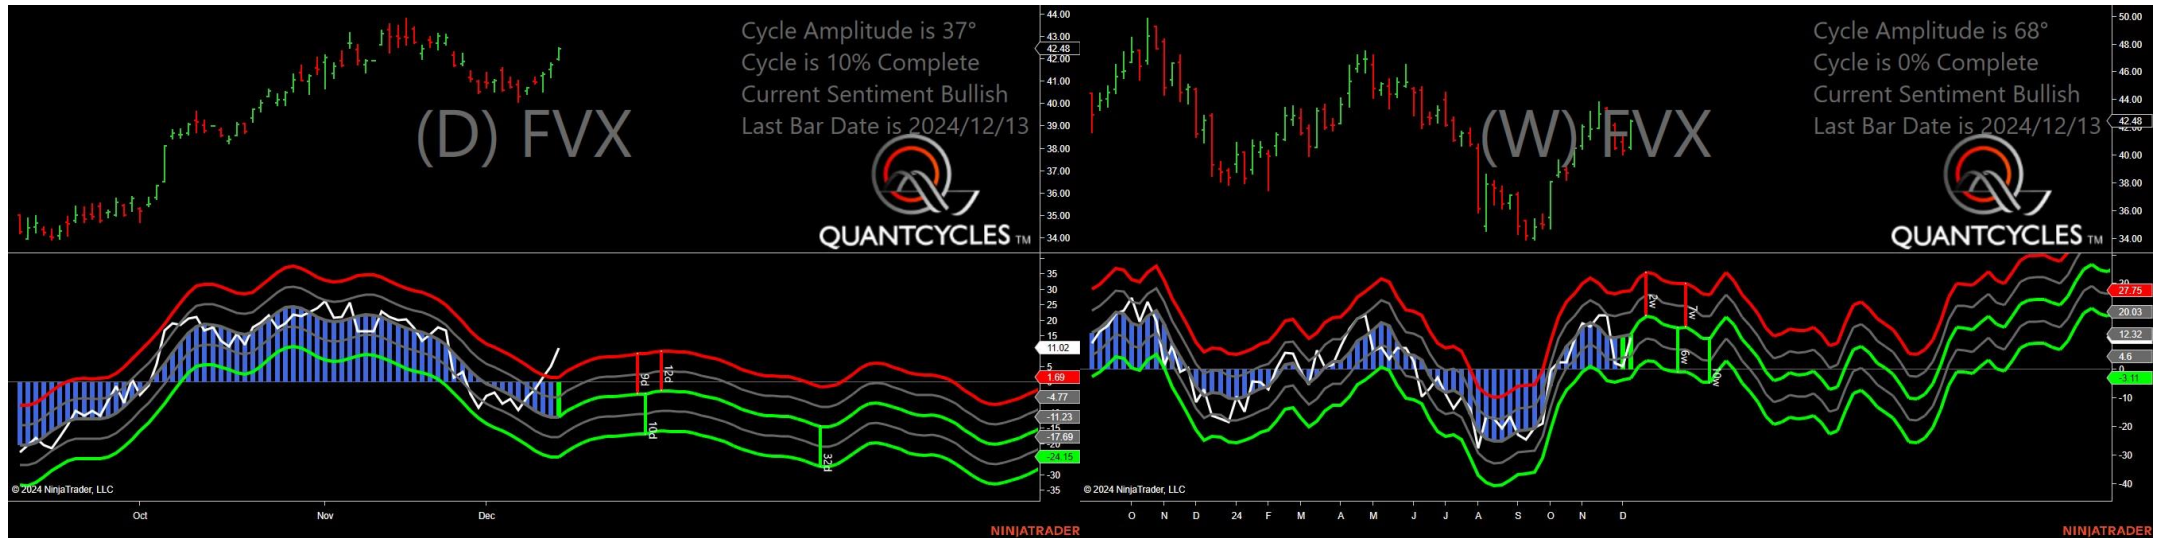 Cycle Amplitude is 37°
Cycle is 10% Complete
Current Sentiment Bullish
Last Bar Date is 2024/12/13
(D) FVX
QUANTCYCLES TM
44.00
43.00
42.48
42.00
41.00
40.00
39.00
38.00
37.00
36.00
35.00
34.00
35
30
25
20
15
11.02
5
1.69
-4.77
-11.23
-15
-17.69
-20
-24.15
-30
-35
9d
12d
10d
32d
© 2024 NinjaTrader, LLC
Oct
Nov
Dec
NINJATRADER
Cycle Amplitude is 68°
Cycle is 0% Complete
Current Sentiment Bullish
Last Bar Date is 2024/12/13
(W) FVX
QUANTCYCLES TM
50.00
48.00
46.00
44.00
42.48
42.00
40.00
38.00
36.00
34.00
27.75
20.03
12.32
4.6
0
-3.11
-10
-20
-30
-40
2w
7w
6w
10w
© 2024 NinjaTrader, LLC
O N D 24 F M A M J J A S O N D
NINJATRADER